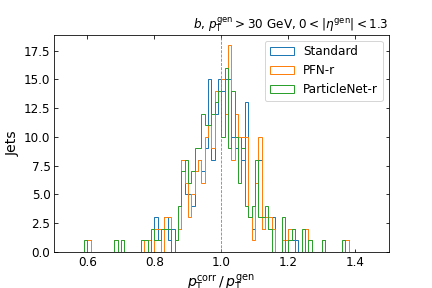 b, p_T^gen > 30 GeV, 0 < |η^gen| < 1.3
Standard
PFN-r
ParticleNet-r
Jets
17.5
15.0
12.5
10.0
7.5
5.0
2.5
0.0
0.6 0.8 1.0 1.2 1.4
p_T^corr / p_T^gen